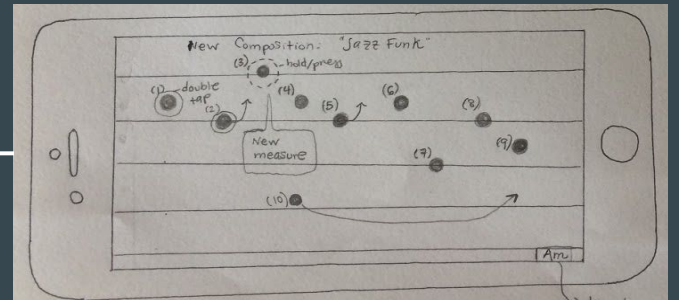 New Composition: "Jazz Funk"
(3) hold/press
(1) double tap
(2)
(4)
(5)
(6)
(8)
New
measure
(7)
(9)
(10)
Am